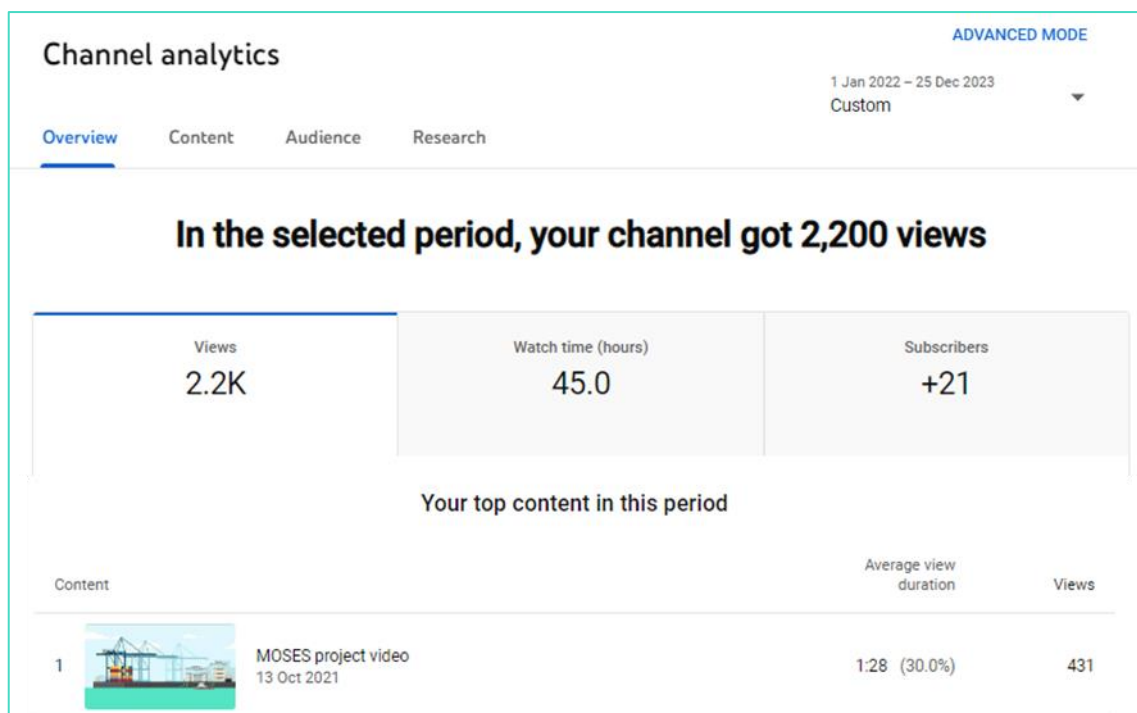 Channel analytics
ADVANCED MODE
1 Jan 2022 – 25 Dec 2023
Custom
Overview Content Audience Research
In the selected period, your channel got 2,200 views
Views Watch time (hours) Subscribers
2.2K 45.0 +21
Your top content in this period
Content Average view duration Views
1 MOSES project video 1:28 (30.0%) 431
13 Oct 2021